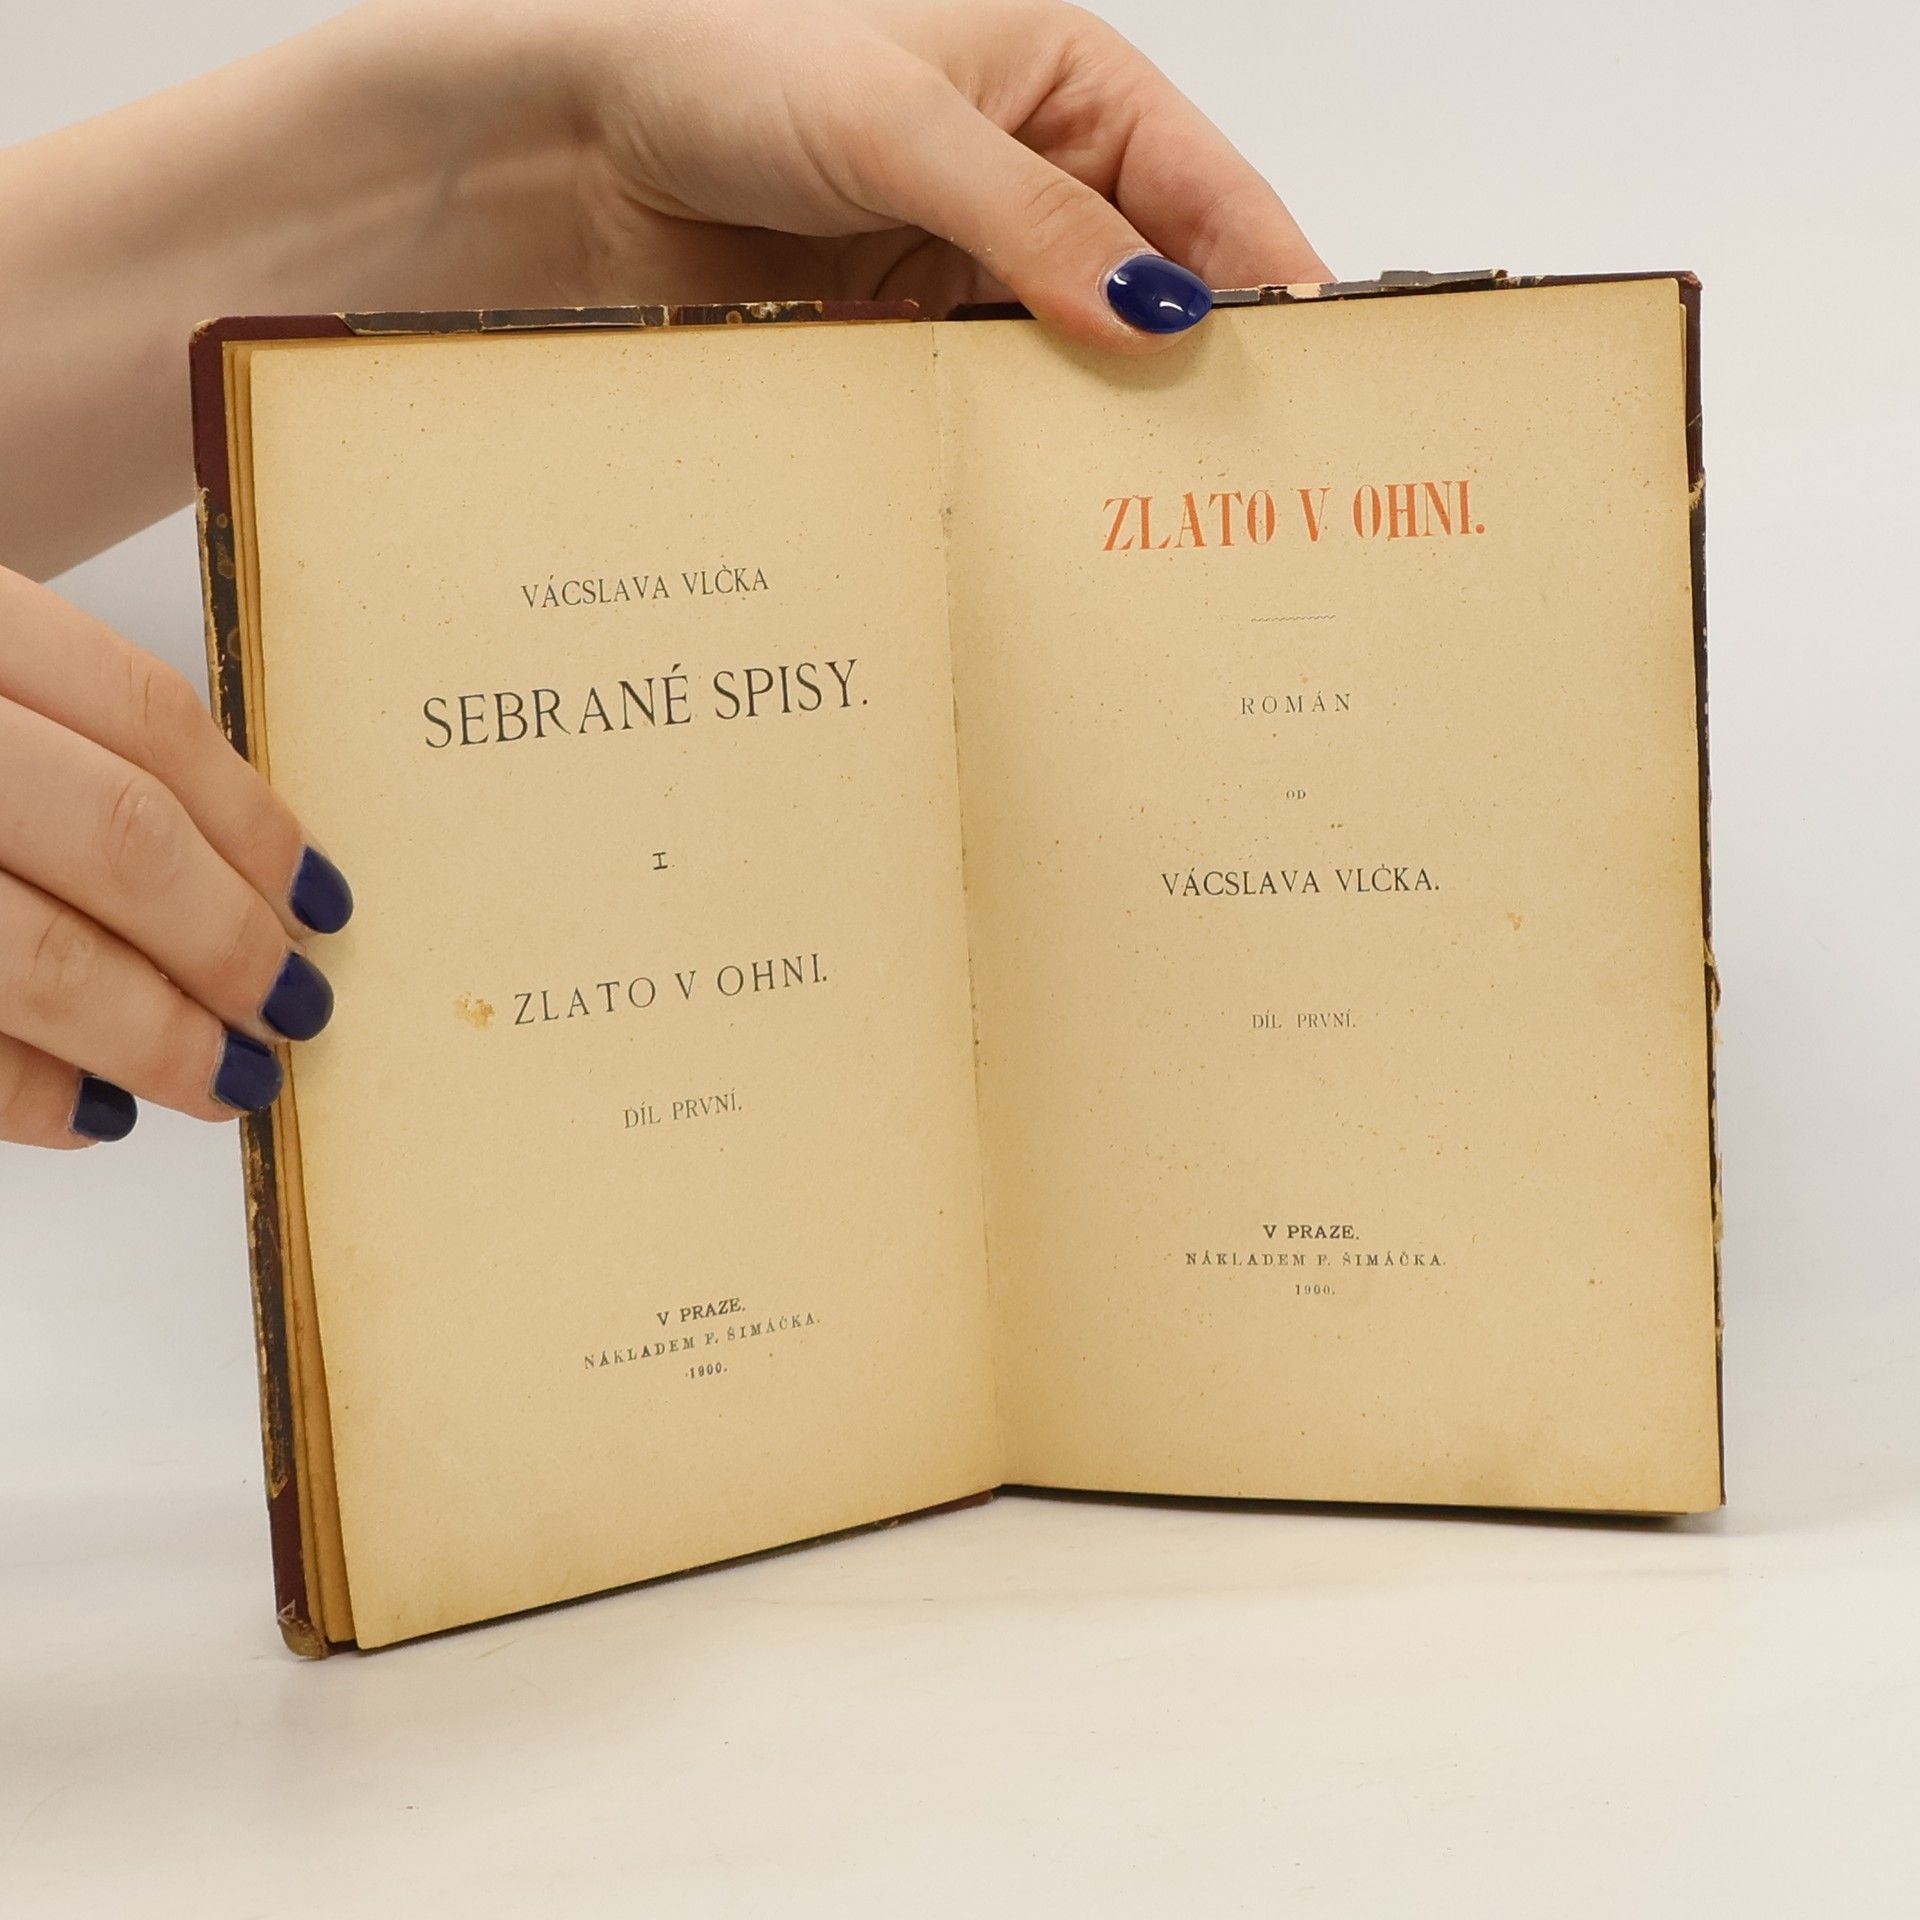 VÁCSLAVA VLČKA
SEBRANÉ SPISY.
I.
ZLATO V OHNI.
DÍL PRVNÍ.
V PRAZE.
NÁKLADEM F. ŠIMÁČKA.
1900.
ZLATO V OHNI.
ROMÁN
OD
VÁCSLAVA VLČKA.
DÍL PRVNÍ.
V PRAZE.
NÁKLADEM F. ŠIMÁČKA.
1900.